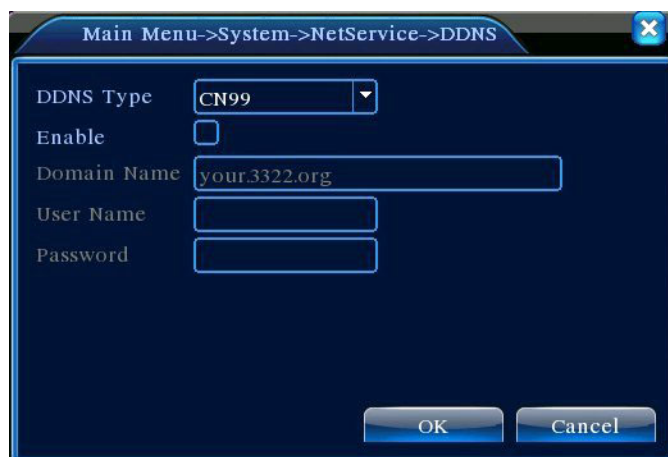 Main Menu->System->NetService->DDNS
DDNS Type CN99
Enable
Domain Name your.3322.org
User Name
Password
OK Cancel